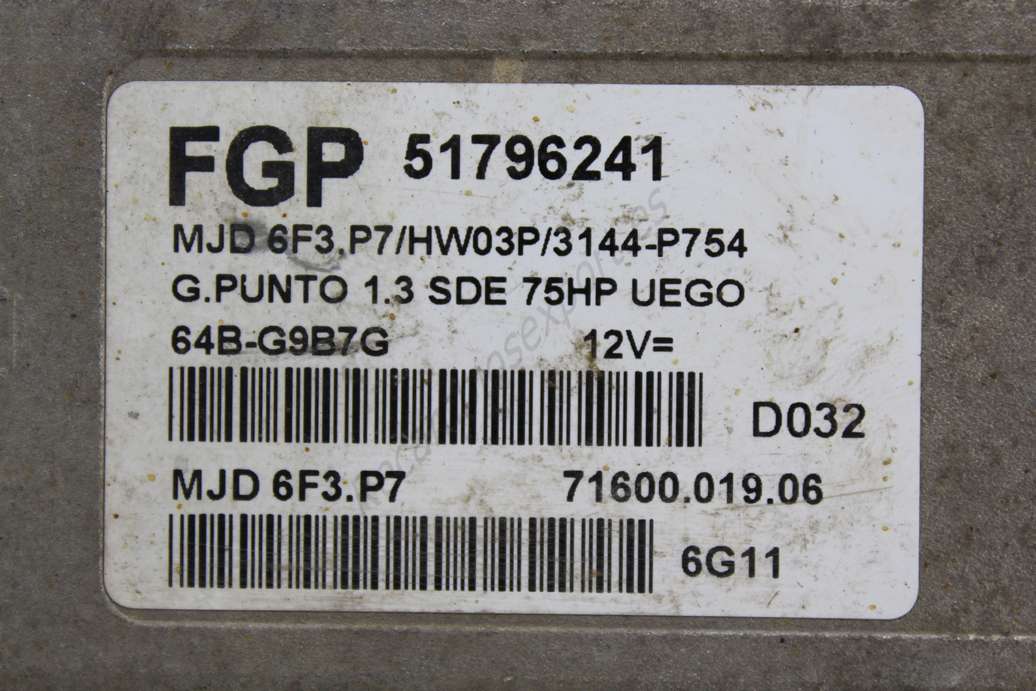 FGP 51796241
MJD 6F3.P7/HW03P/3144-P754
G.PUNTO 1.3 SDE 75HP UEGO
64B-G9B7G 12V=
D032
MJD 6F3.P7 71600.019.06
6G11